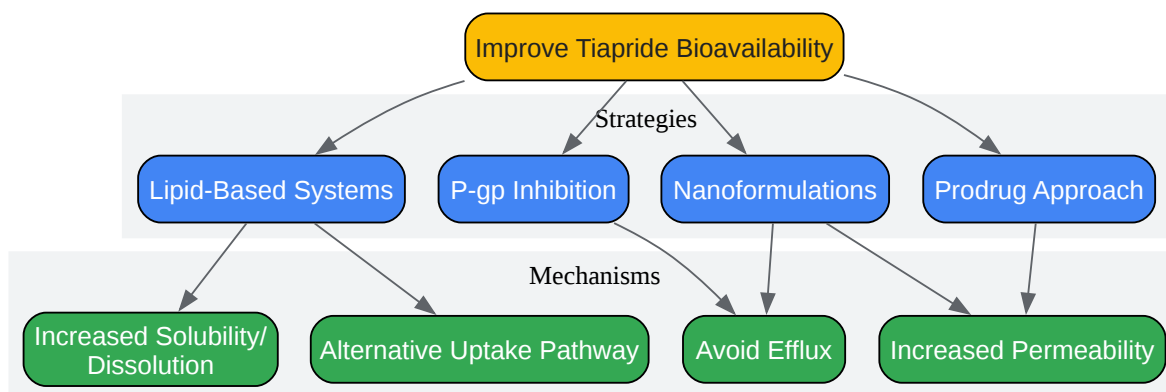 Improve Tiapride Bioavailability
Strategies
Lipid-Based Systems
P-gp Inhibition
Nanoformulations
Prodrug Approach
Mechanisms
Increased Solubility/
Dissolution
Alternative Uptake Pathway
Avoid Efflux
Increased Permeability